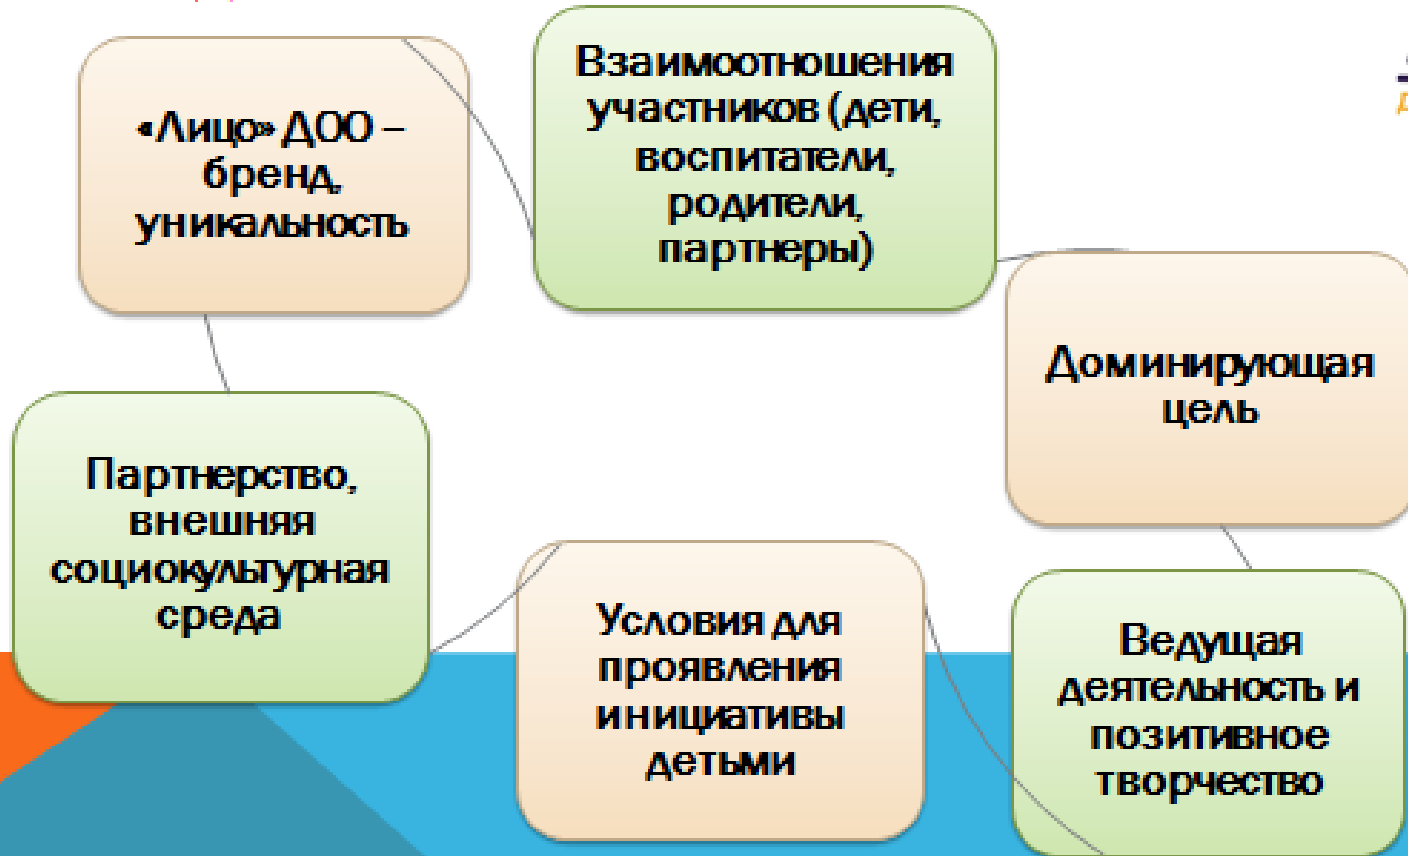 «Лицо» ДОО –
бренд,
уникальность
Взаимоотношения
участников (дети,
воспитатели,
родители,
партнеры)
Доминирующая
цель
Ведущая
деятельность и
позитивное
творчество
Условия для
проявления
инициативы
детьми
Партнерство,
внешняя
социокультурная
среда